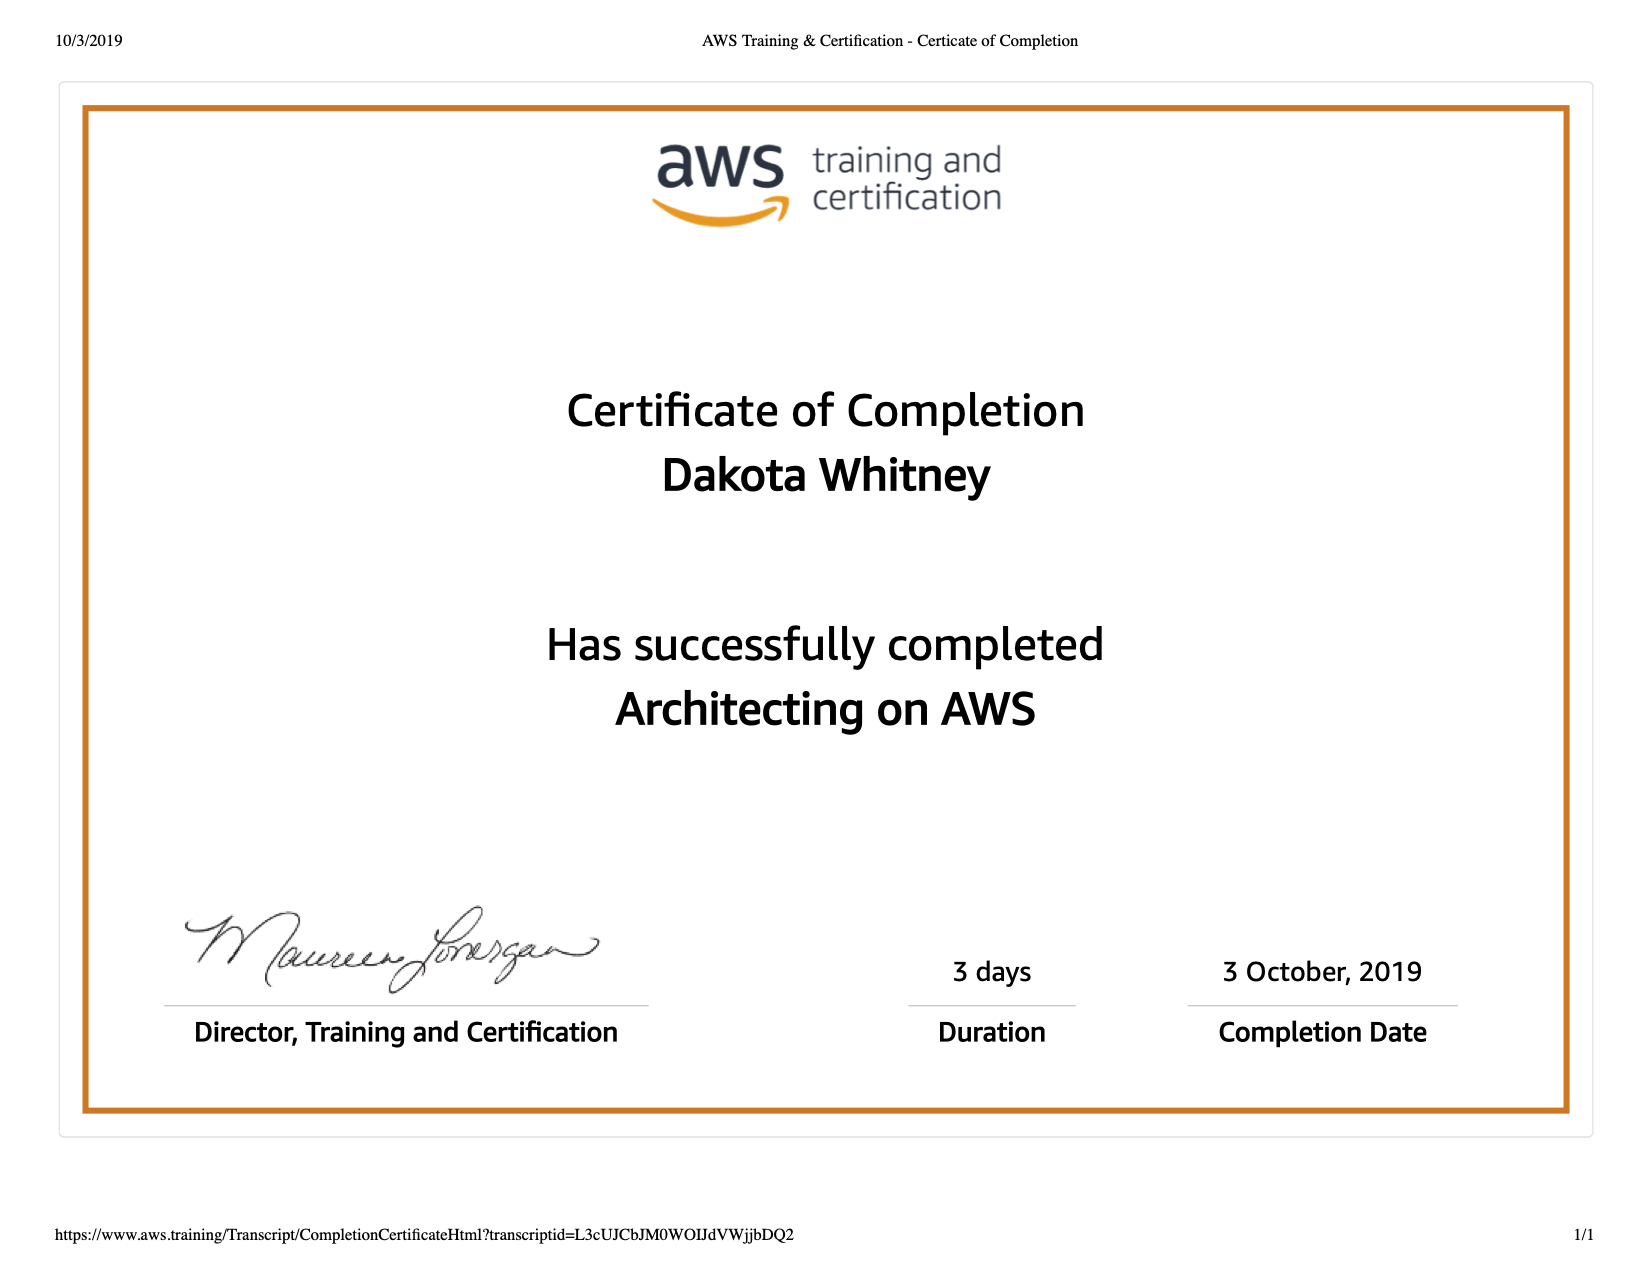 10/3/2019
AWS Training & Certification - Certicate of Completion
aws
training and
certification
Certificate of Completion
Dakota Whitney
Has successfully completed
Architecting on AWS
Maureen Lonergan
3 days
3 October, 2019
Director, Training and Certification
Duration
Completion Date
https://www.aws.training/Transcript/CompletionCertificateHtml?transcriptid=L3cUJCbJM0WOIJdVWjjbDQ2
1/1